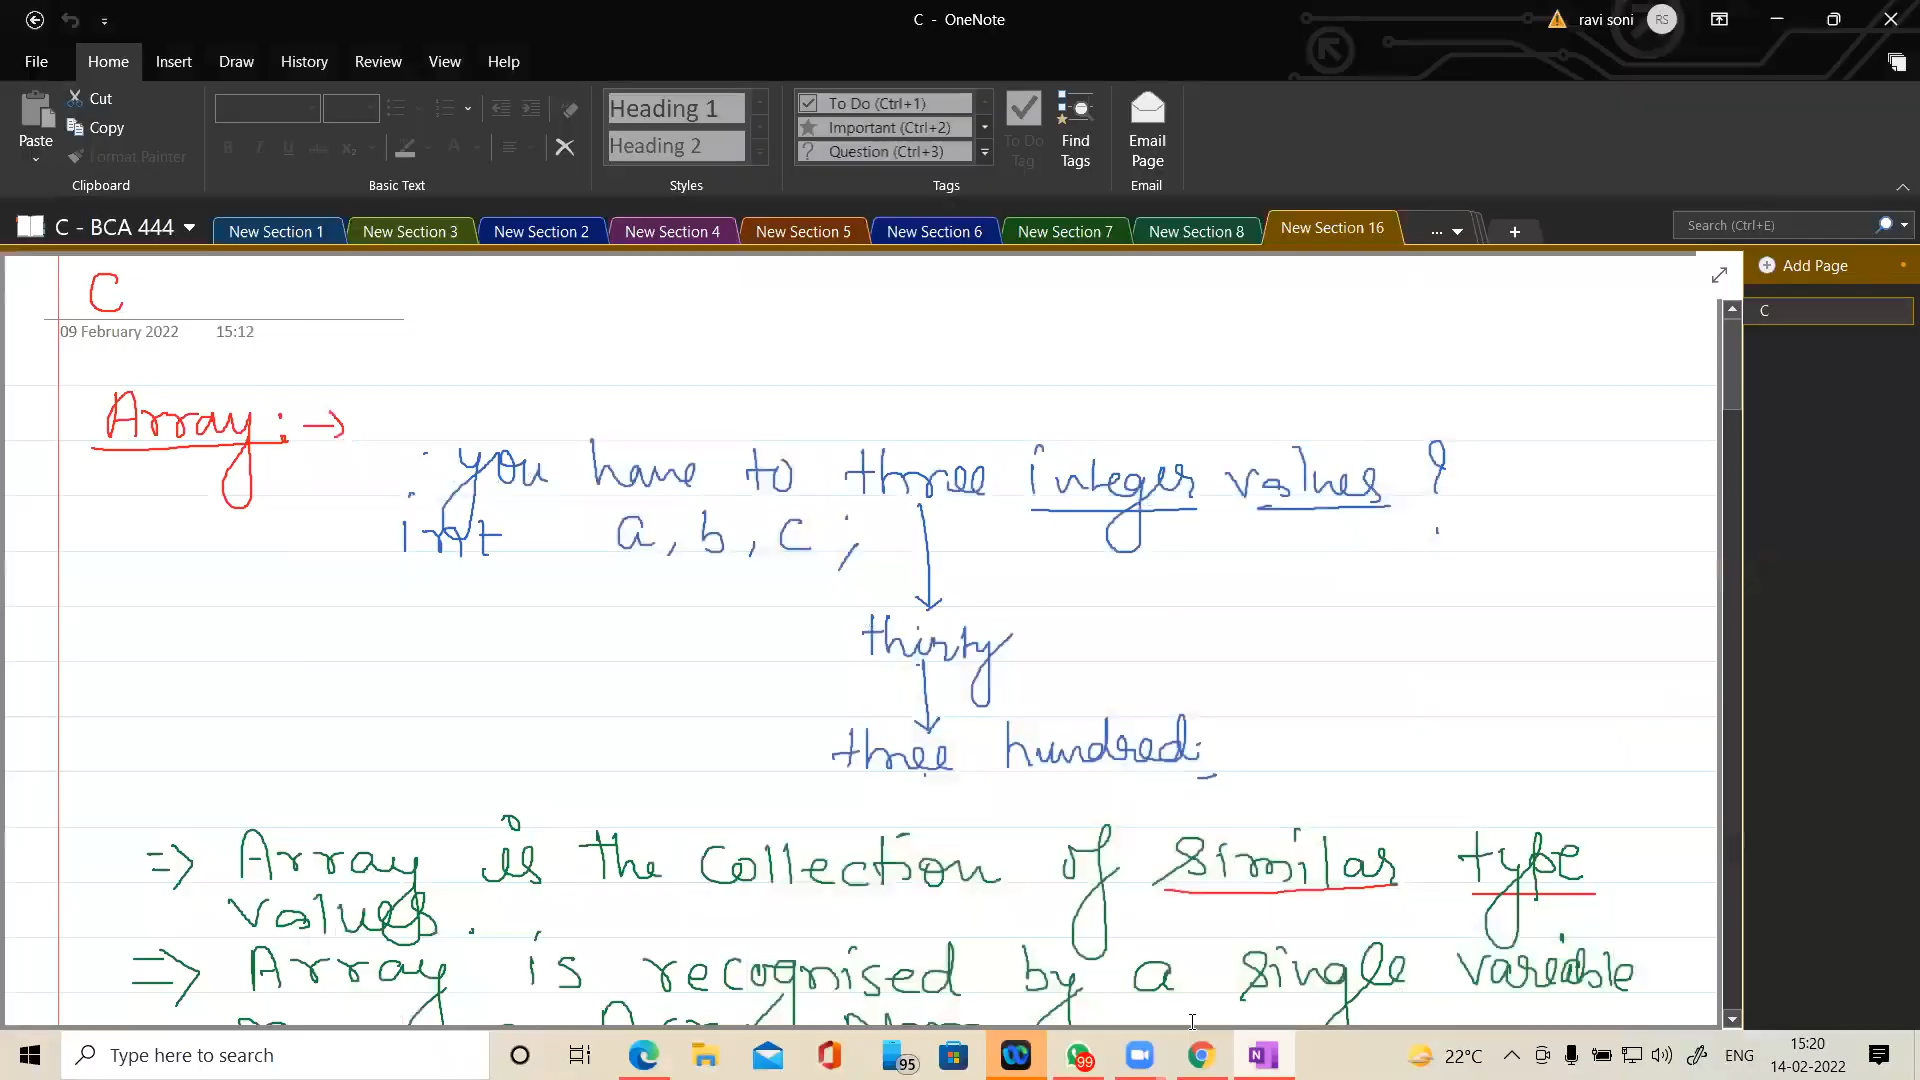 C - OneNote
ravi soni
RS
File Home Insert Draw History Review View Help
Paste
Cut
Copy
Format Painter
Clipboard
Basic Text
Heading 1
Heading 2
Styles
To Do (Ctrl+1)
Important (Ctrl+2)
Question (Ctrl+3)
To Do Tag
Find Tags
Tags
Email Page
Email
C - BCA 444
New Section 1
New Section 3
New Section 2
New Section 4
New Section 5
New Section 6
New Section 7
New Section 8
New Section 16
...
Search (Ctrl+E)
Add Page
C
C
09 February 2022 15:12
Array :→
: you have to three integer values ?
int a, b, c ;
thirty
three hundred
=> Array is the collection of similar type
values.
=> Array is recognised by a single variable
Type here to search
95
99
22°C
ENG
15:20
14-02-2022